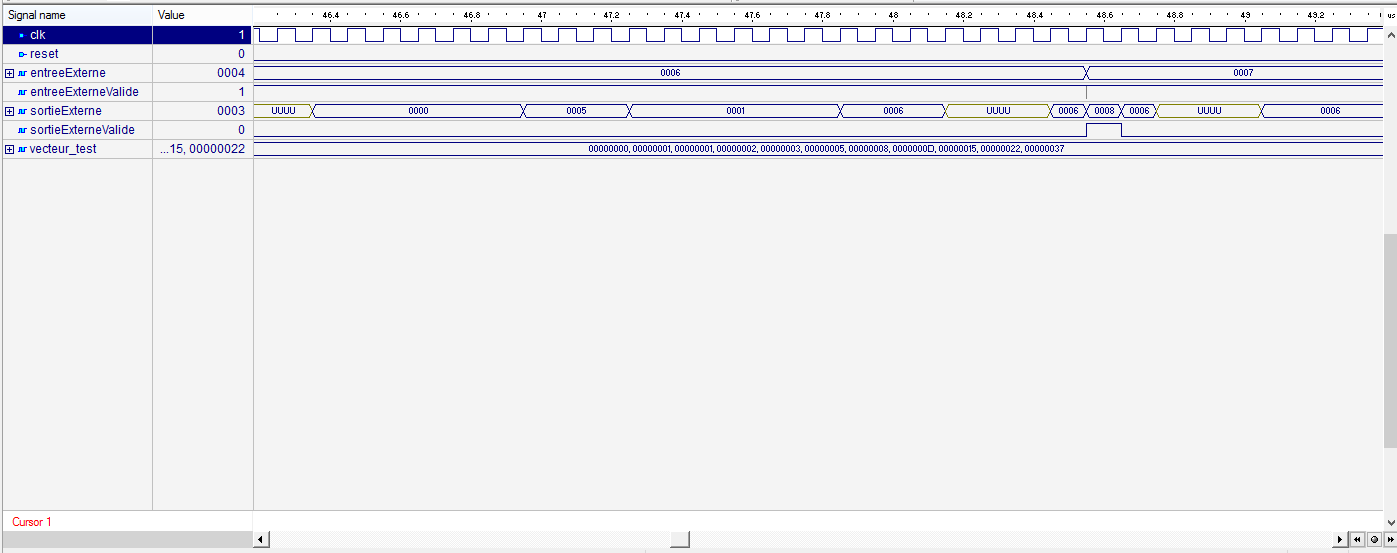 Signal name Value 46.4 46.6 46.8 47 47.2 47.4 47.6 47.8 48 48.2 48.4 48.6 48.8 49 49.2 us
clk 1
reset 0
entreeExterne 0004 0006 0007
entreeExterneValide 1
sortieExterne 0003 UUUU 0000 0005 0001 0006 UUUU 0006 0008 0006 UUUU 0006
sortieExterneValide 0
vecteur_test ...15, 00000022 00000000, 00000001, 00000001, 00000002, 00000003, 00000005, 00000008, 0000000D, 00000015, 00000022, 00000037
Cursor 1